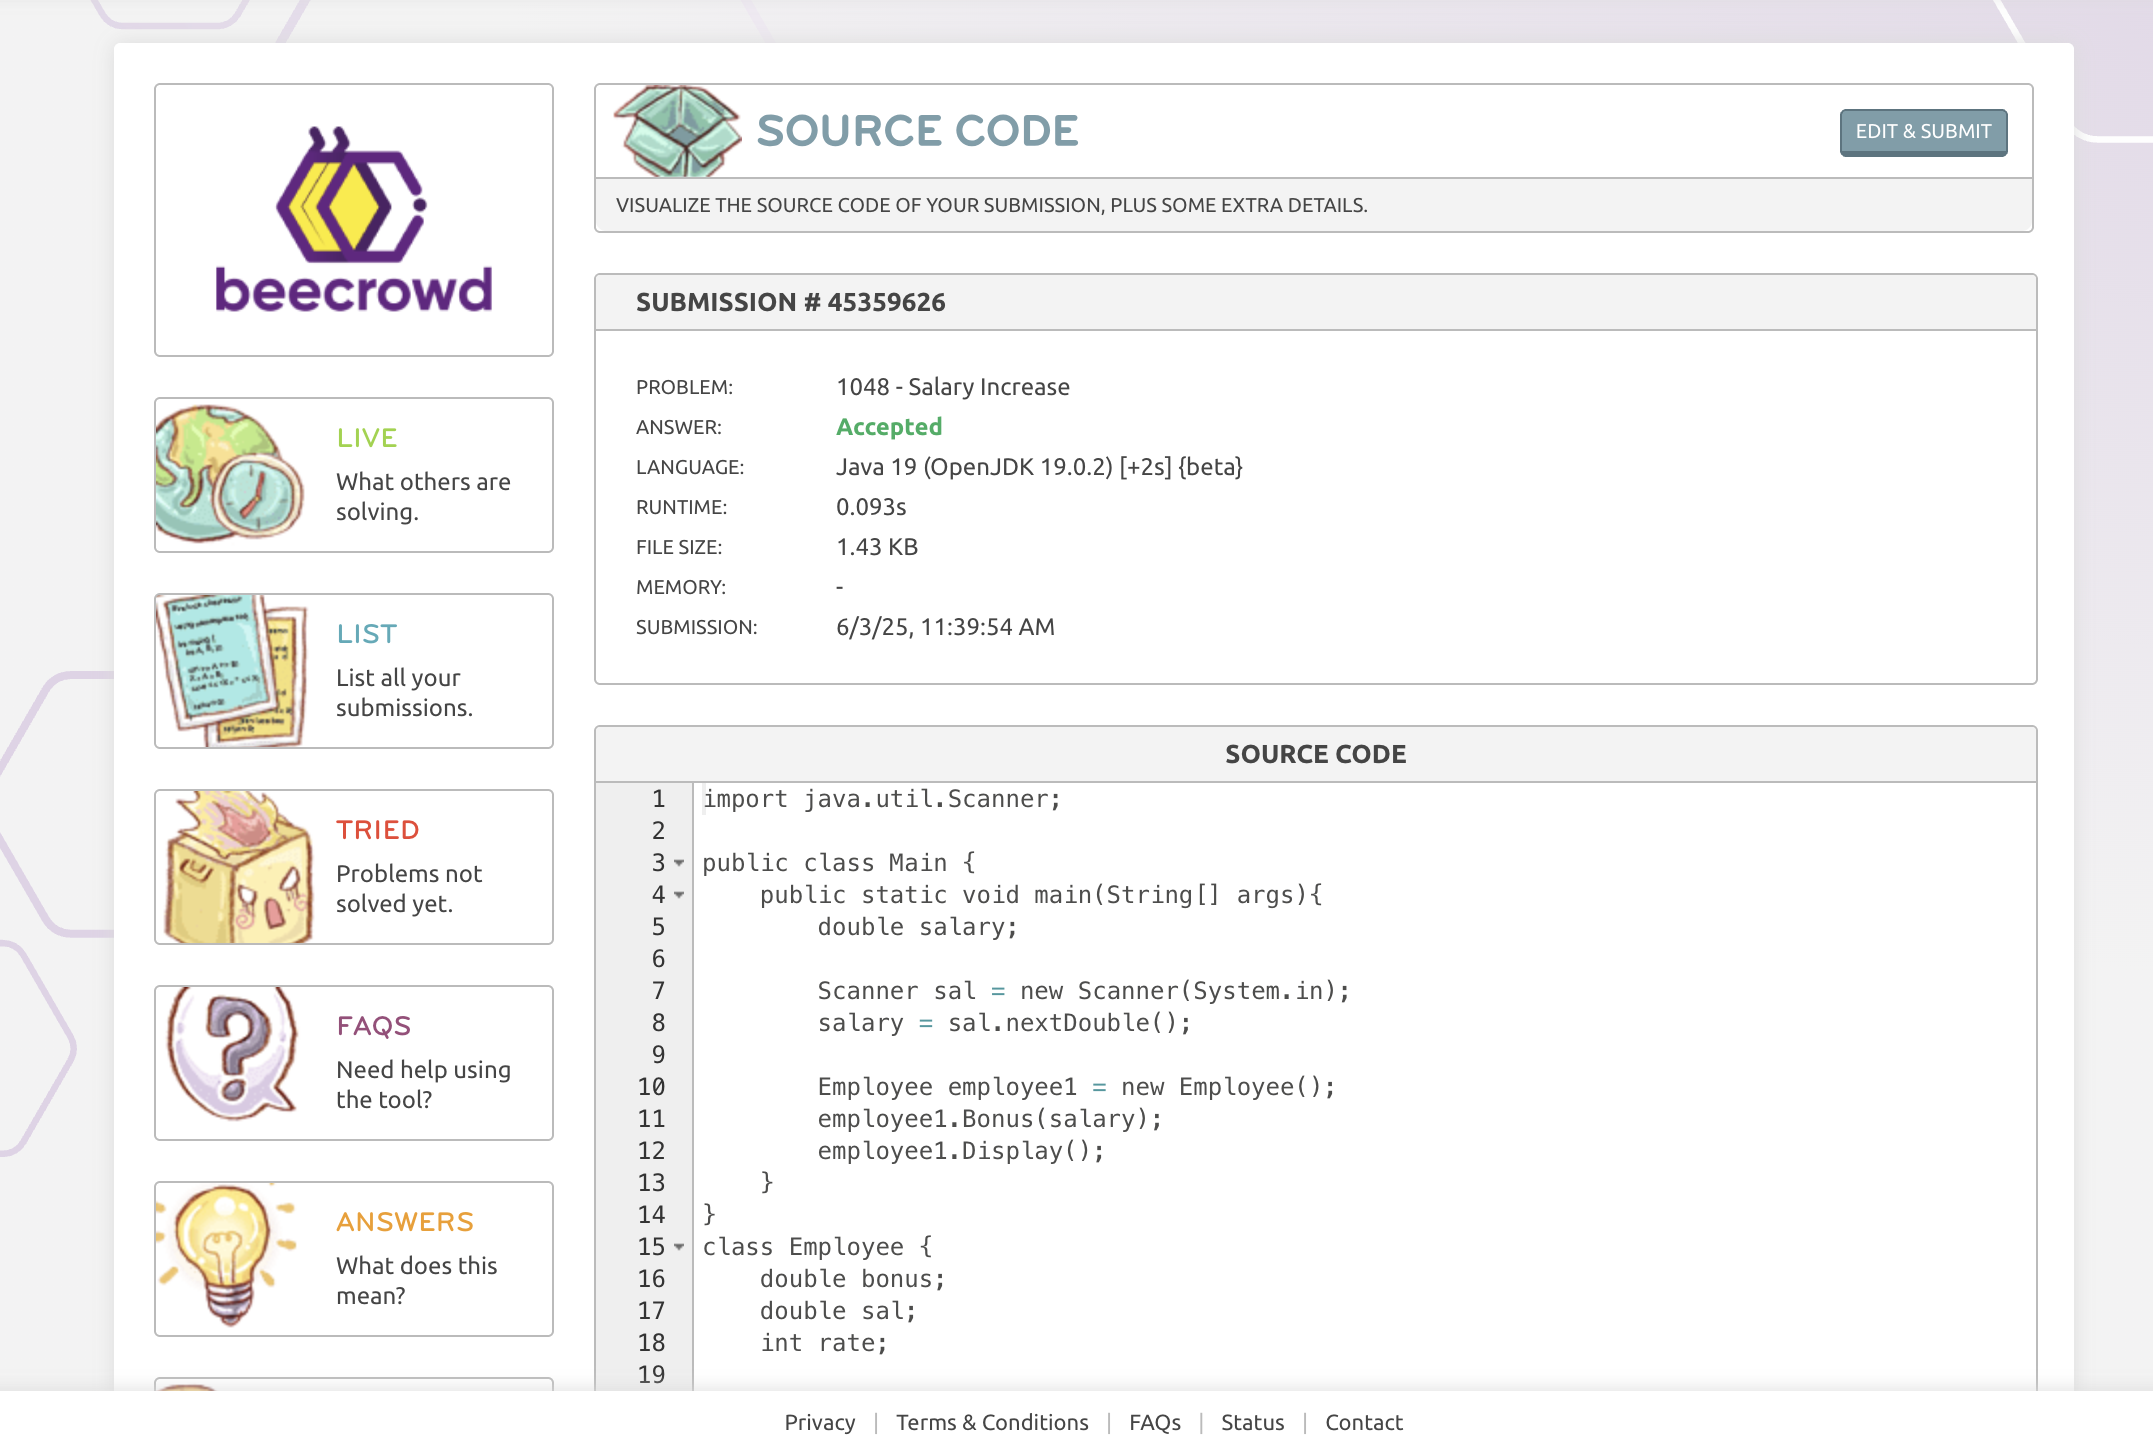 beecrowd
LIVE
What others are
solving.
LIST
List all your
submissions.
TRIED
Problems not
solved yet.
FAQS
Need help using
the tool?
ANSWERS
What does this
mean?
SOURCE CODE
EDIT & SUBMIT
VISUALIZE THE SOURCE CODE OF YOUR SUBMISSION, PLUS SOME EXTRA DETAILS.
SUBMISSION # 45359626
PROBLEM: 1048 - Salary Increase
ANSWER: Accepted
LANGUAGE: Java 19 (OpenJDK 19.0.2) [+2s] {beta}
RUNTIME: 0.093s
FILE SIZE: 1.43 KB
MEMORY: -
SUBMISSION: 6/3/25, 11:39:54 AM
SOURCE CODE
1 import java.util.Scanner;
2
3 public class Main {
4     public static void main(String[] args){
5         double salary;
6
7         Scanner sal = new Scanner(System.in);
8         salary = sal.nextDouble();
9
10         Employee employee1 = new Employee();
11         employee1.Bonus(salary);
12         employee1.Display();
13     }
14 }
15 class Employee {
16     double bonus;
17     double sal;
18     int rate;
19
Privacy | Terms & Conditions | FAQs | Status | Contact